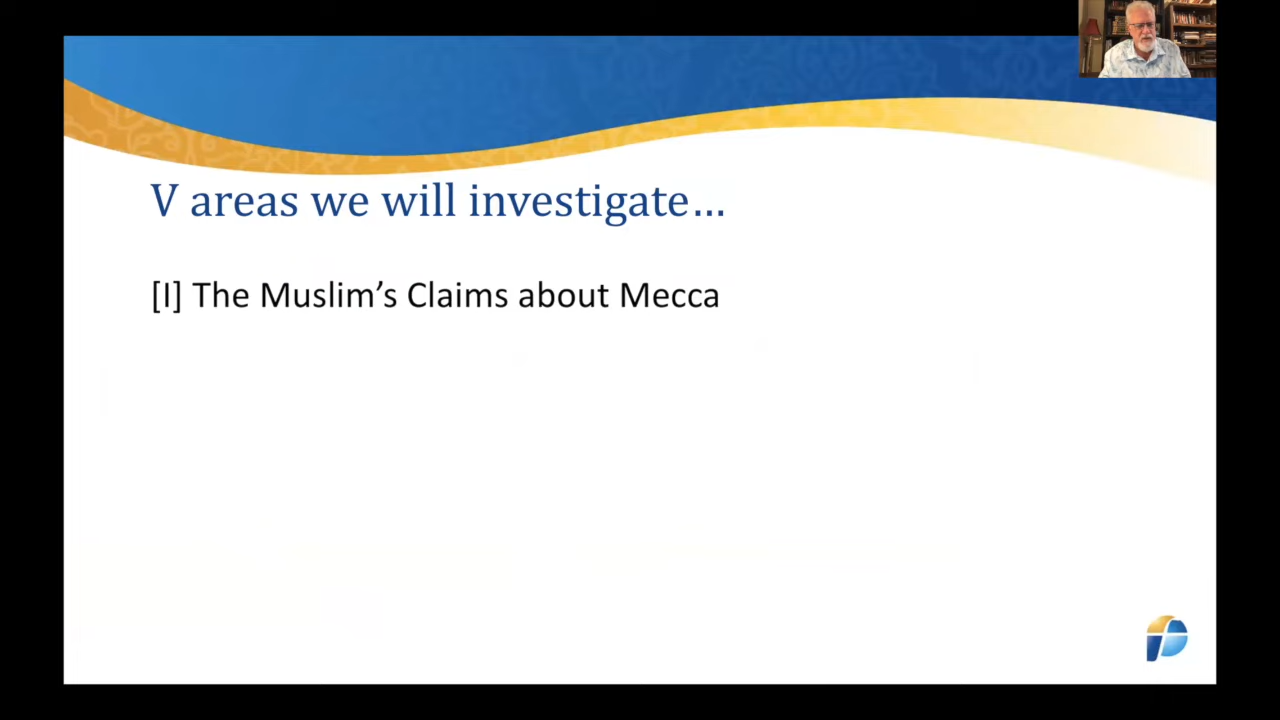 V areas we will investigate…
[I] The Muslim’s Claims about Mecca